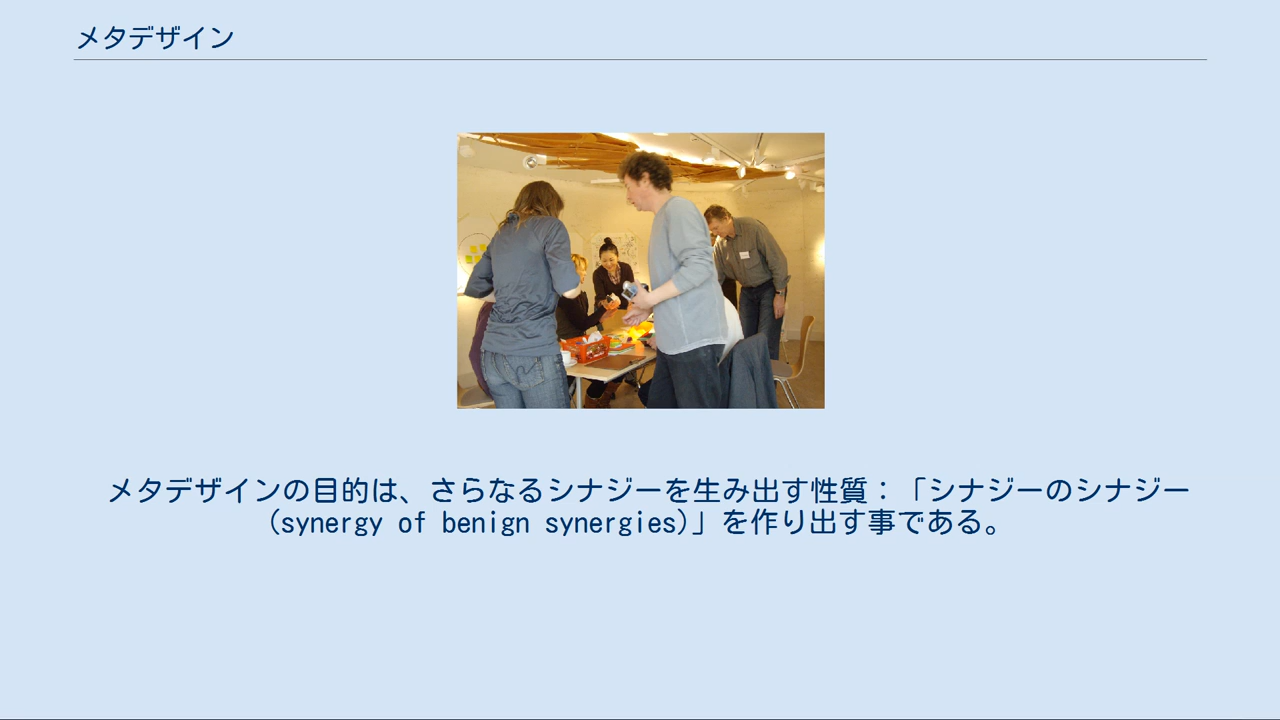 メタデザイン
メタデザインの目的は、さらなるシナジーを生み出す性質：「シナジーのシナジー
(synergy of benign synergies)」を作り出す事である。